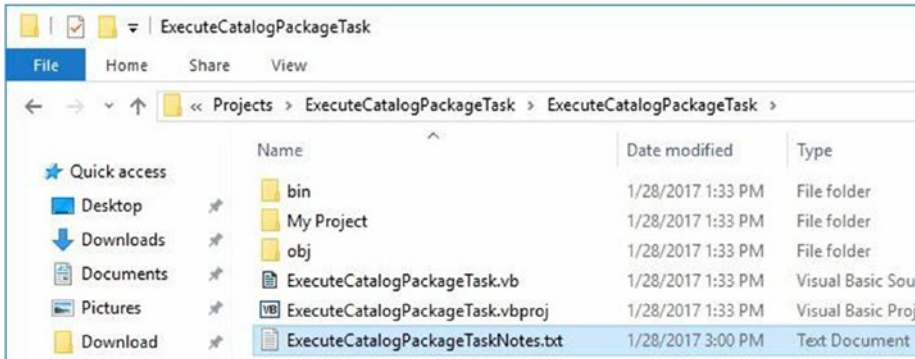 ExecuteCatalogPackageTask
File Home Share View
« Projects > ExecuteCatalogPackageTask > ExecuteCatalogPackageTask >
Name Date modified Type
Quick access
Desktop
Downloads
Documents
Pictures
Download
bin 1/28/2017 1:33 PM File folder
My Project 1/28/2017 1:33 PM File folder
obj 1/28/2017 1:33 PM File folder
ExecuteCatalogPackageTask.vb 1/28/2017 1:33 PM Visual Basic Sou
ExecuteCatalogPackageTask.vbproj 1/28/2017 1:33 PM Visual Basic Proj
ExecuteCatalogPackageTaskNotes.txt 1/28/2017 3:00 PM Text Document